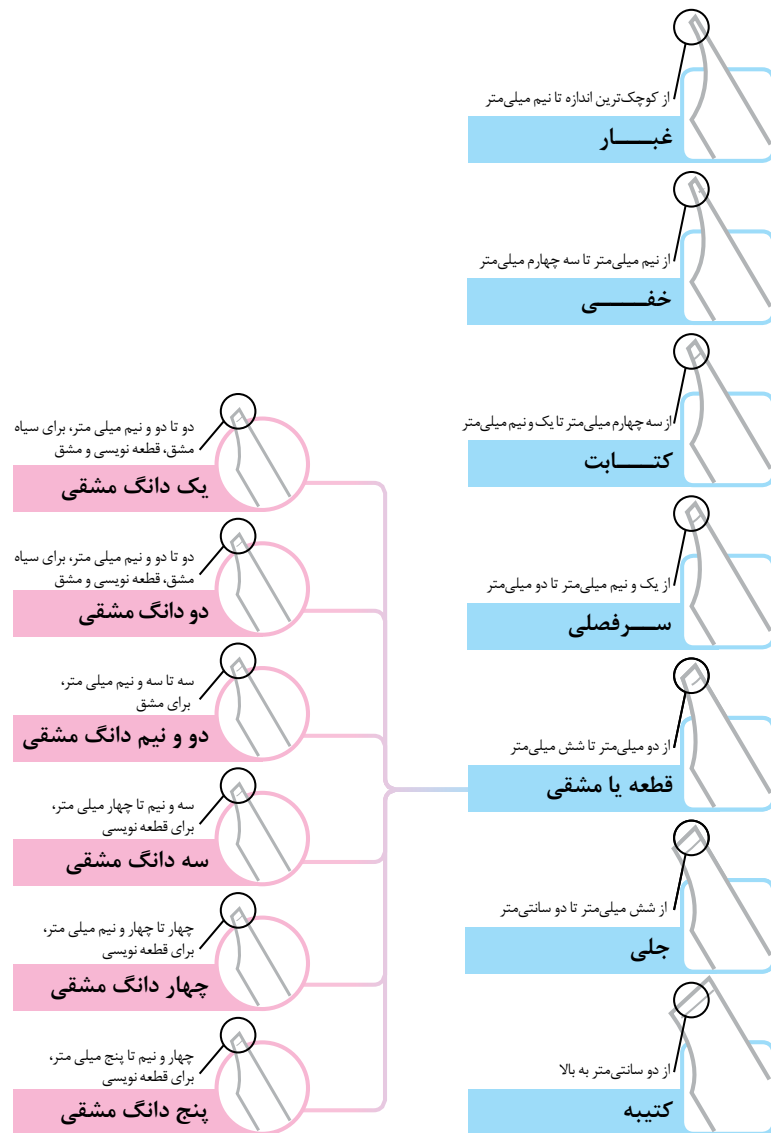 از کوچک‌ترین اندازه تا نیم میلی‌متر
غبـــــار
از نیم میلی‌متر تا سه چهارم میلی‌متر
خفـــــــی
از سه چهارم میلی‌متر تا یک و نیم میلی‌متر
کتـــــابت
از یک و نیم میلی‌متر تا دو میلی‌متر
ســـرفصلی
از دو میلی‌متر تا شش میلی‌متر
قطعه یا مشقی
از شش میلی‌متر تا دو سانتی‌متر
جلی
از دو سانتی‌متر به بالا
کتیبه
دو تا دو و نیم میلی متر، برای سیاه
مشق، قطعه نویسی و مشق
یک دانگ مشقی
دو تا دو و نیم میلی متر، برای سیاه
مشق، قطعه نویسی و مشق
دو دانگ مشقی
سه تا سه و نیم میلی متر،
برای مشق
دو و نیم دانگ مشقی
سه و نیم تا چهار میلی متر،
برای قطعه نویسی
سه دانگ مشقی
چهار تا چهار و نیم میلی متر،
برای قطعه نویسی
چهار دانگ مشقی
چهار و نیم تا پنج میلی متر،
برای قطعه نویسی
پنج دانگ مشقی